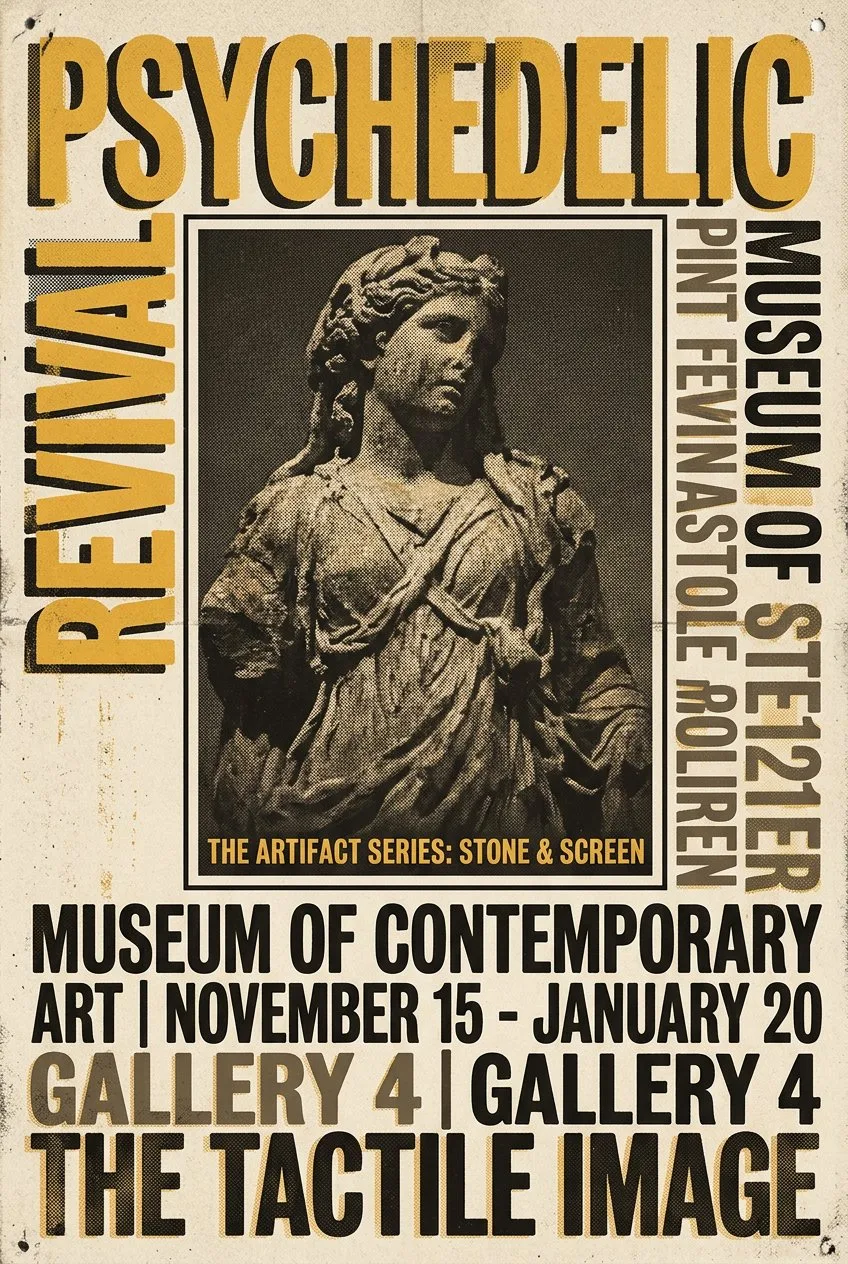 PSYCHEDELIC
REVIVAL
THE ARTIFACT SERIES: STONE & SCREEN
MUSEUM OF STE121ER
PINT FEVINASTOLE ROLIREN
MUSEUM OF CONTEMPORARY
ART | NOVEMBER 15 - JANUARY 20
GALLERY 4 | GALLERY 4
THE TACTILE IMAGE